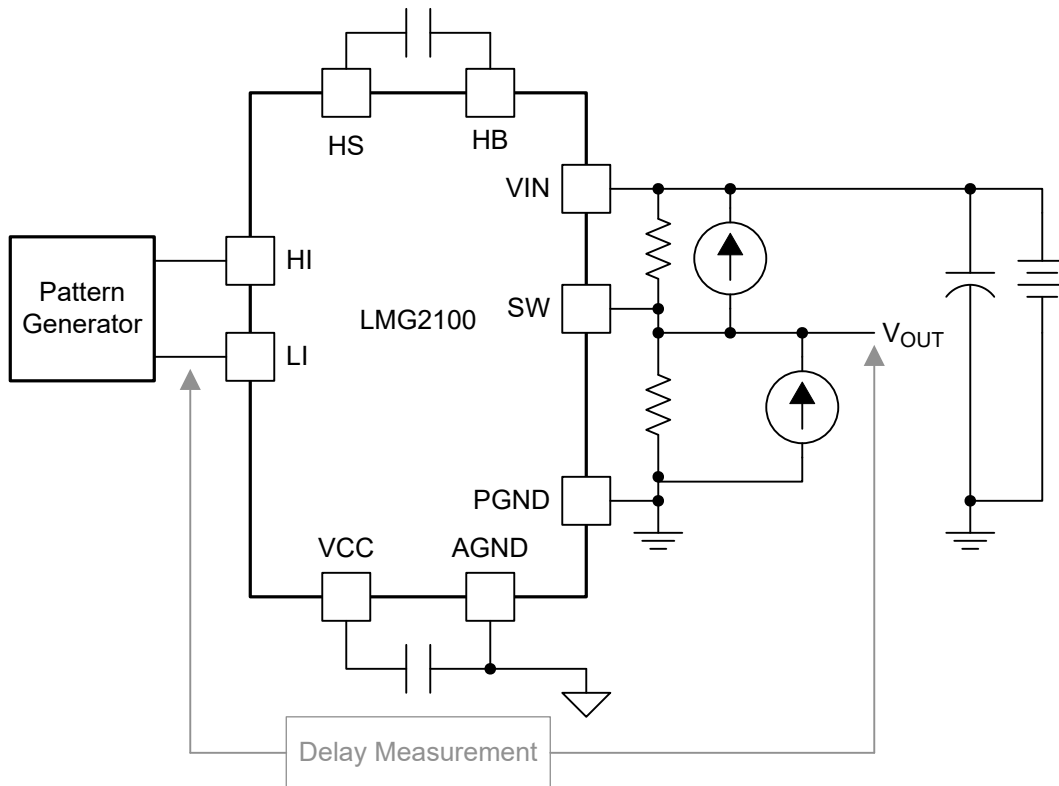 HS
HB
VIN
HI
Pattern
Generator
LMG2100
SW
VOUT
LI
PGND
VCC
AGND
Delay Measurement